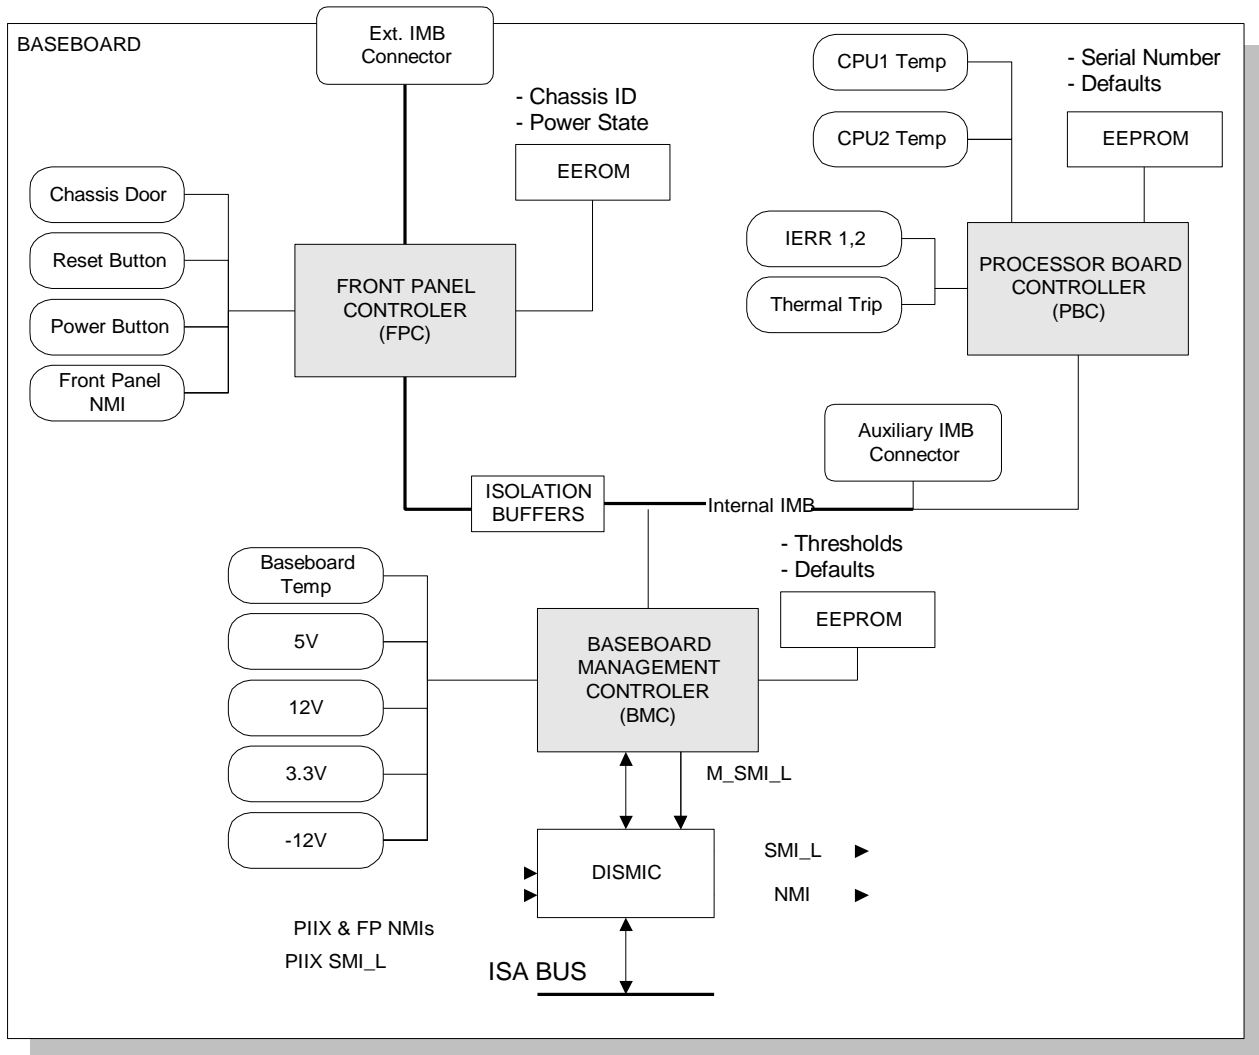 Ext. IMB
Connector
BASEBOARD
CPU1 Temp
- Serial Number
- Defaults
- Chassis ID
- Power State
CPU2 Temp
EEPROM
EEROM
Chassis Door
Reset Button
Power Button
Front Panel
NMI
FRONT PANEL
CONTROLER
(FPC)
IERR 1,2
Thermal Trip
PROCESSOR BOARD
CONTROLLER
(PBC)
Auxiliary IMB
Connector
ISOLATION
BUFFERS
Internal IMB
- Thresholds
- Defaults
EEPROM
Baseboard
Temp
5V
12V
3.3V
-12V
BASEBOARD
MANAGEMENT
CONTROLER
(BMC)
M_SMI_L
DISMIC
SMI_L
NMI
PIIX & FP NMIs
PIIX SMI_L
ISA BUS